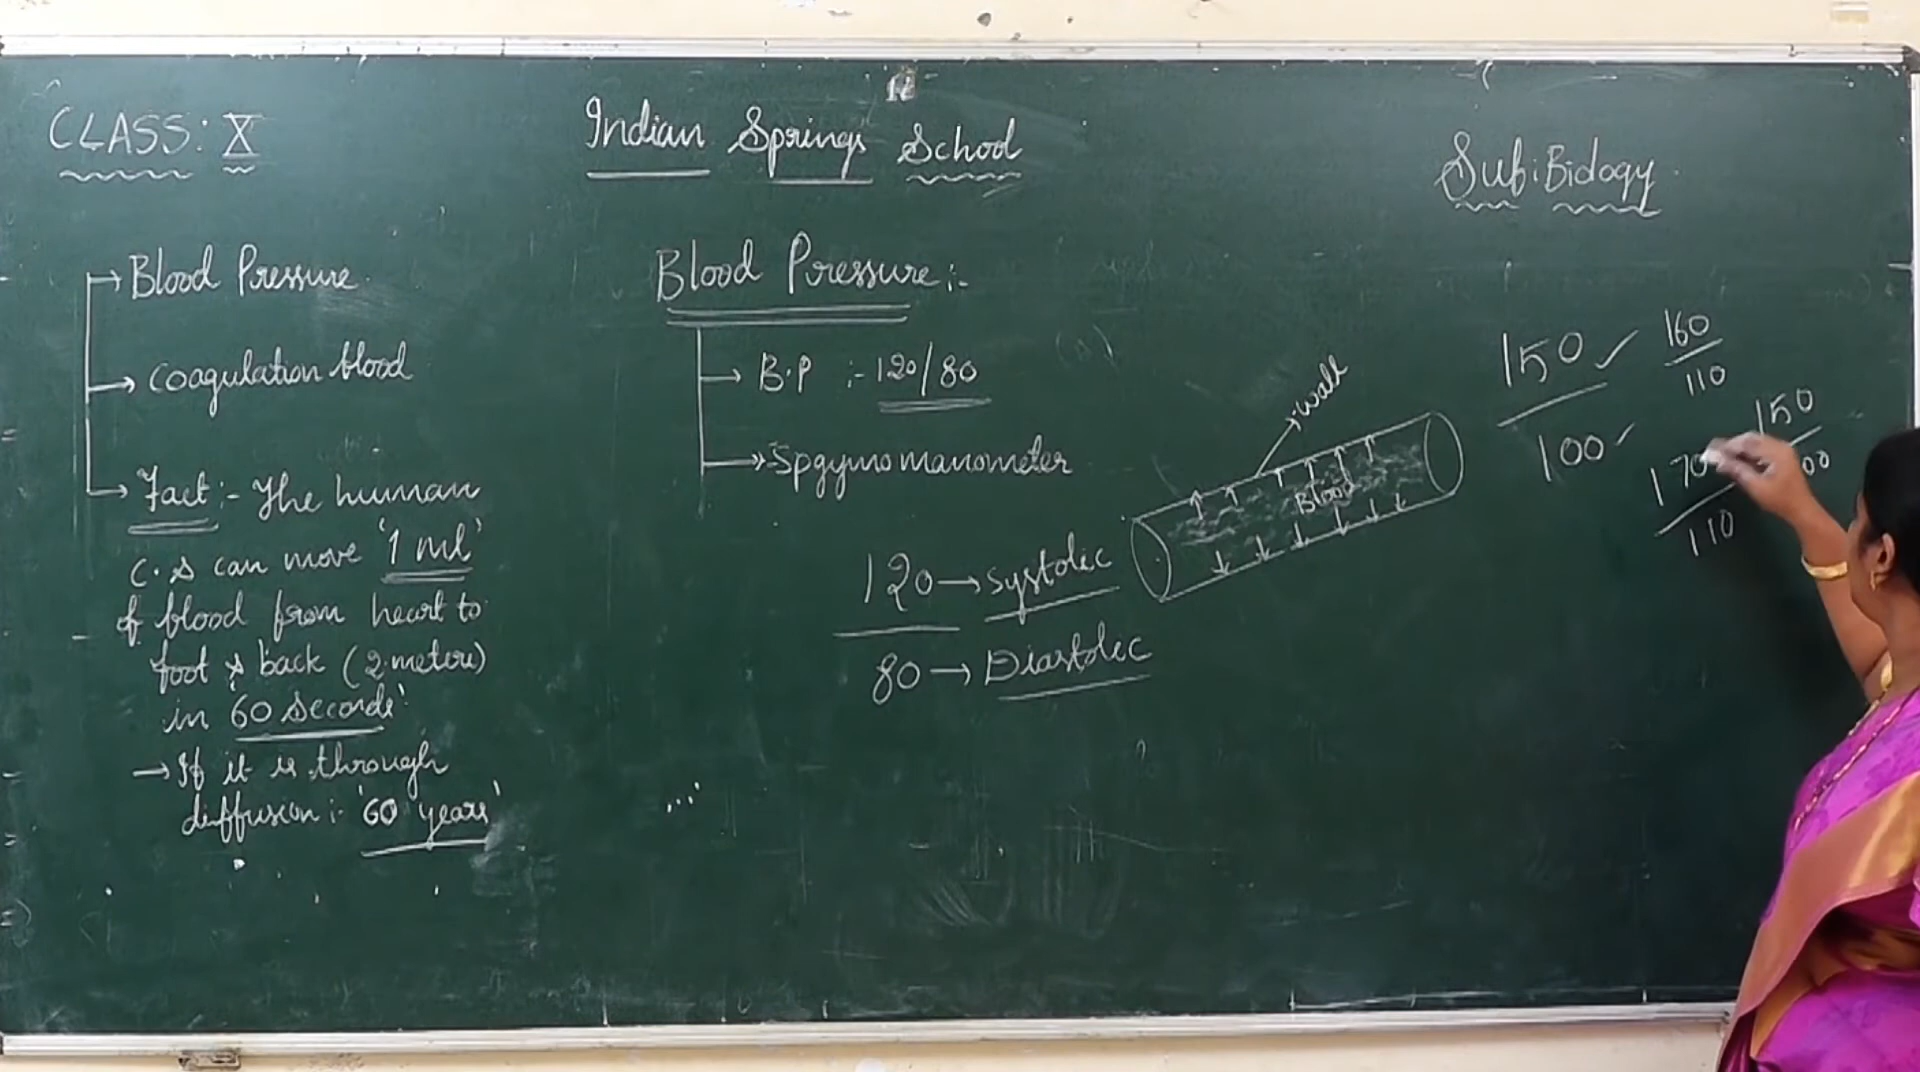 CLASS: X
Indian Springs School
Sub: Biology
Blood Pressure
Coagulation blood
Fact :- The human
C.S can move '1 ml'
of blood from heart to
foot & back (2 meters)
in 60 seconds'
→ If it is through
diffusion :- '60 years'
Blood Pressure :-
B.P :- 120/80
Spgymomanometer
120 → Systolic
80 → Diastolic
wall
Blood
150
100
160
110
150
170
110